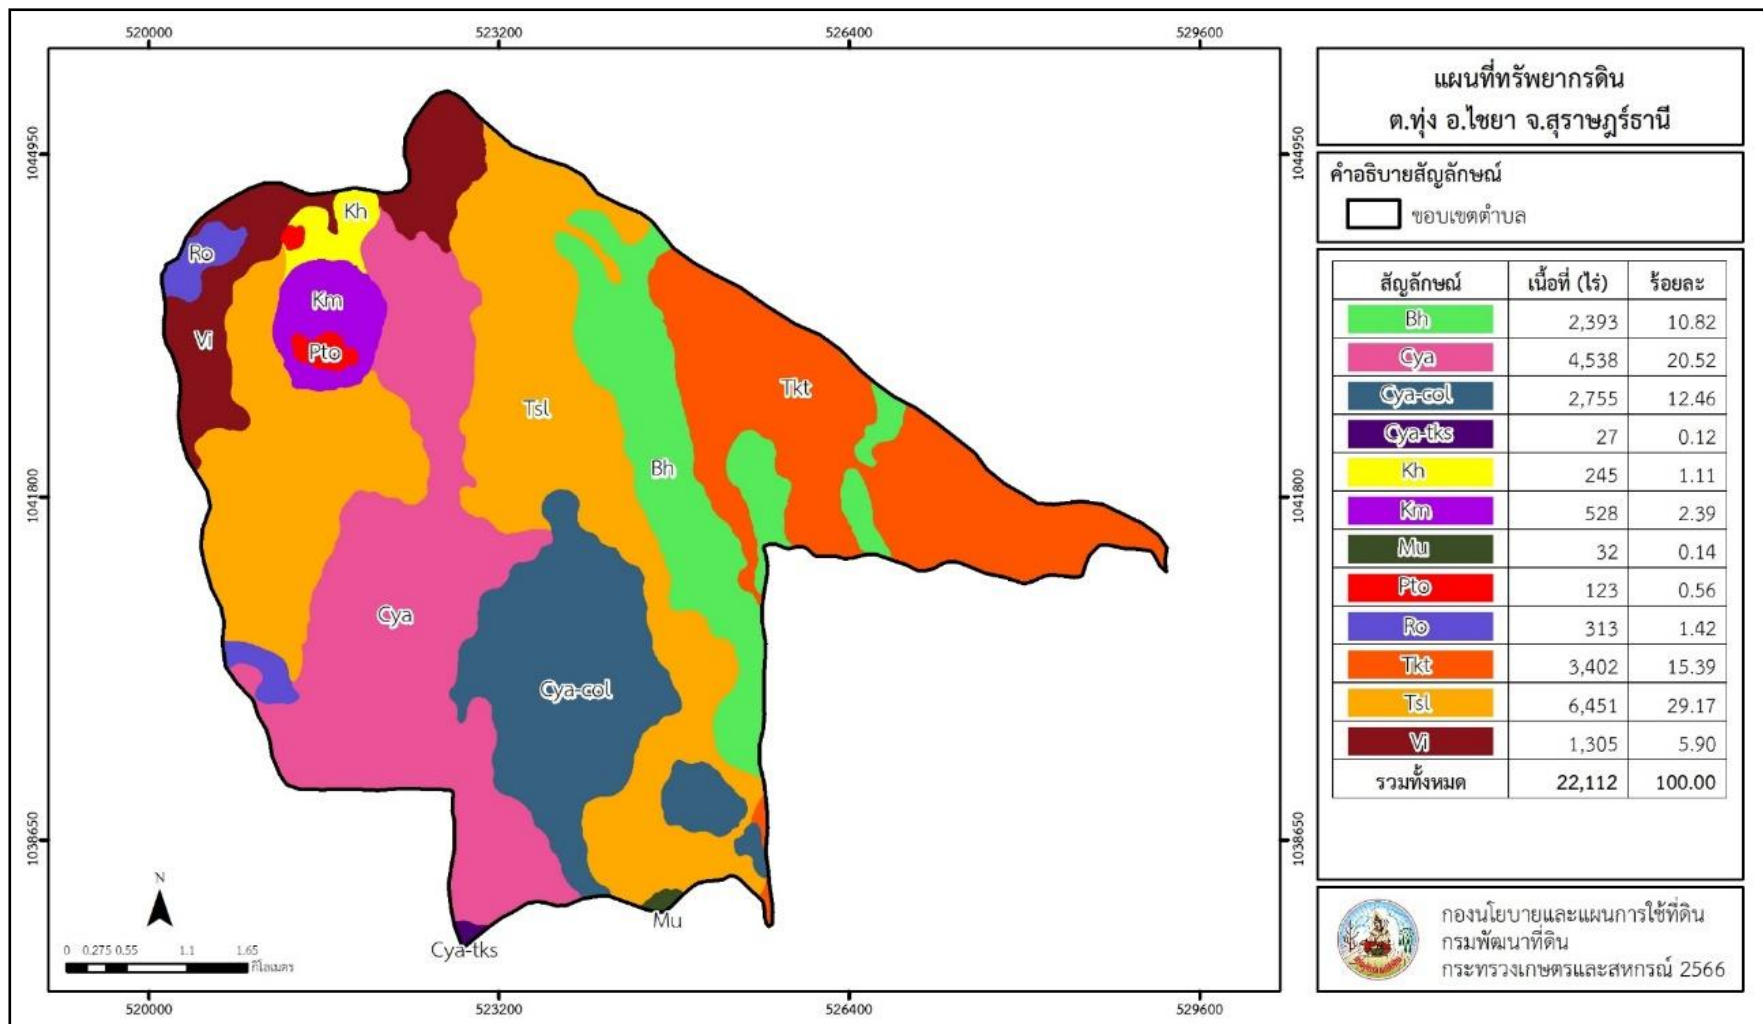 520000 523200 526400 529600
1044950 1044950
1041800 1041800
1038650 1038650
520000 523200 526400 529600
Kh
Ro
Km
Vi
Pto
Tkt
Tsl
Bh
Cya
Cya-col
Mu
Cya-tks
N
0 0.275 0.55 1.1 1.65
กิโลเมตร
แผนที่ทรัพยากรดิน
ต.ทุ่ง อ.ไชยา จ.สุราษฎร์ธานี
คำอธิบายสัญลักษณ์
ขอบเขตตำบล
สัญลักษณ์ เนื้อที่ (ไร่) ร้อยละ
Bh 2,393 10.82
Cya 4,538 20.52
Cya-col 2,755 12.46
Cya-tks 27 0.12
Kh 245 1.11
Km 528 2.39
Mu 32 0.14
Pto 123 0.56
Ro 313 1.42
Tkt 3,402 15.39
Tsl 6,451 29.17
Vi 1,305 5.90
รวมทั้งหมด 22,112 100.00
กองนโยบายและแผนการใช้ที่ดิน
กรมพัฒนาที่ดิน
กระทรวงเกษตรและสหกรณ์ 2566